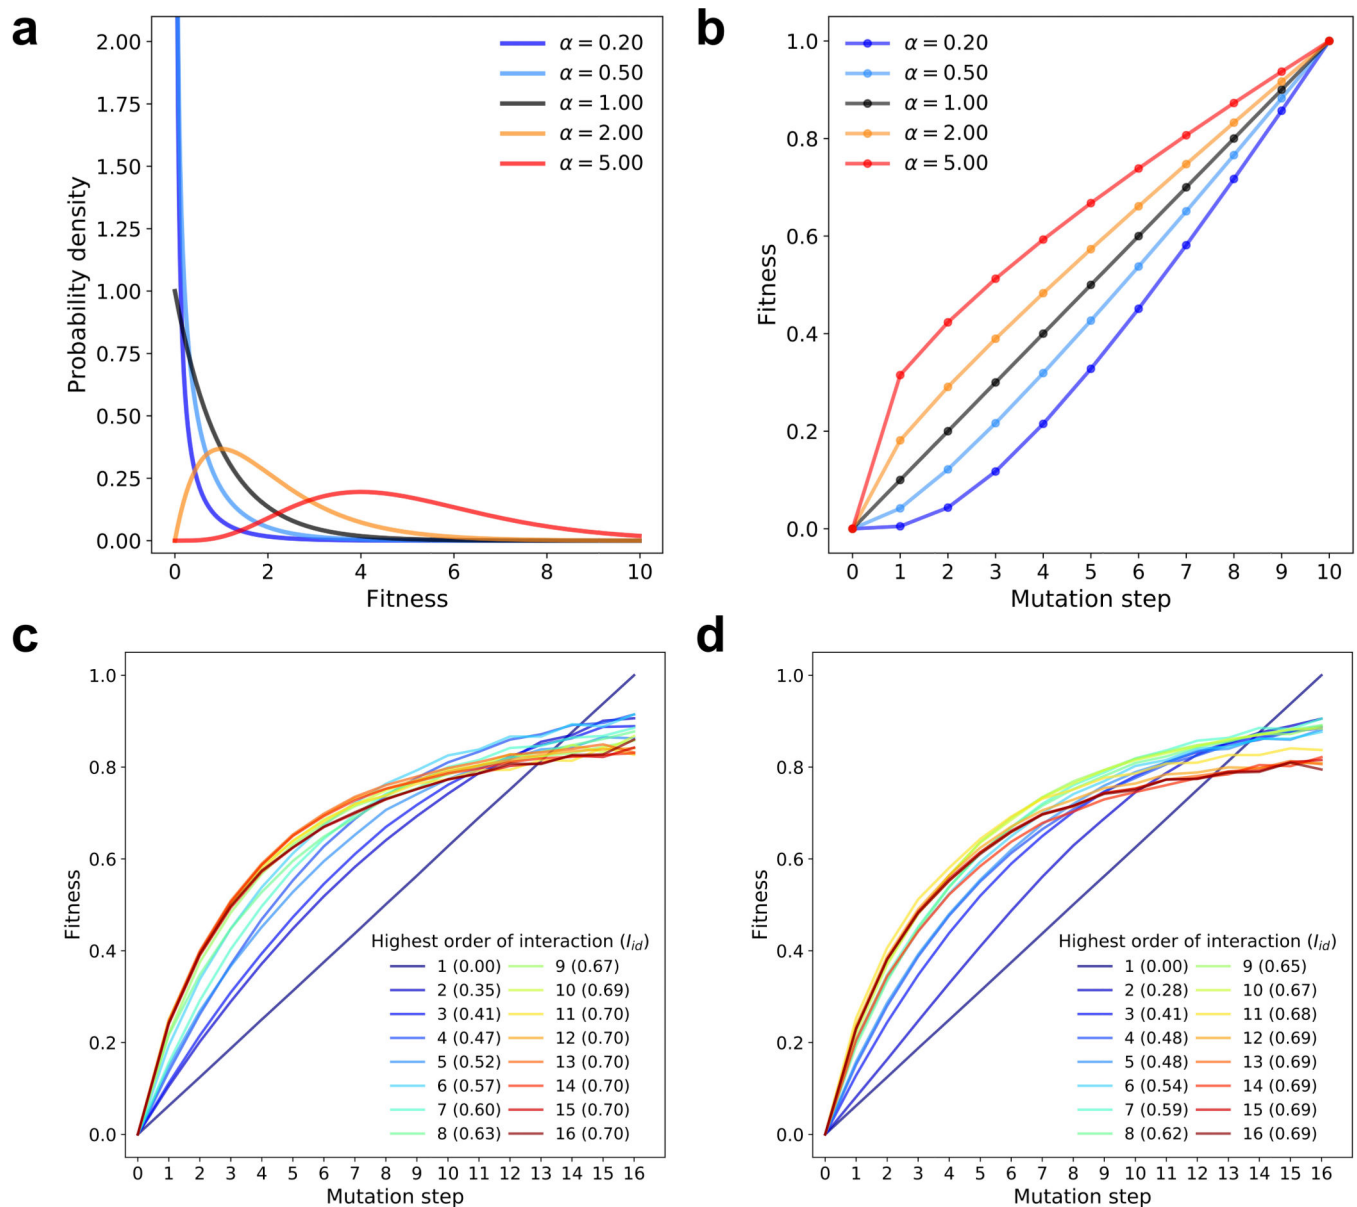 a
2.00
1.75
1.50
1.25
1.00
0.75
0.50
0.25
0.00
Probability density
α = 0.20
α = 0.50
α = 1.00
α = 2.00
α = 5.00
0 2 4 6 8 10
Fitness
b
1.0
0.8
0.6
0.4
0.2
0.0
Fitness
α = 0.20
α = 0.50
α = 1.00
α = 2.00
α = 5.00
0 1 2 3 4 5 6 7 8 9 10
Mutation step
c
1.0
0.8
0.6
0.4
0.2
0.0
Fitness
Highest order of interaction (I_id)
1 (0.00) 9 (0.67)
2 (0.35) 10 (0.69)
3 (0.41) 11 (0.70)
4 (0.47) 12 (0.70)
5 (0.52) 13 (0.70)
6 (0.57) 14 (0.70)
7 (0.60) 15 (0.70)
8 (0.63) 16 (0.70)
0 1 2 3 4 5 6 7 8 9 10 11 12 13 14 15 16
Mutation step
d
1.0
0.8
0.6
0.4
0.2
0.0
Fitness
Highest order of interaction (I_id)
1 (0.00) 9 (0.65)
2 (0.28) 10 (0.67)
3 (0.41) 11 (0.68)
4 (0.48) 12 (0.69)
5 (0.48) 13 (0.69)
6 (0.54) 14 (0.69)
7 (0.59) 15 (0.69)
8 (0.62) 16 (0.69)
0 1 2 3 4 5 6 7 8 9 10 11 12 13 14 15 16
Mutation step